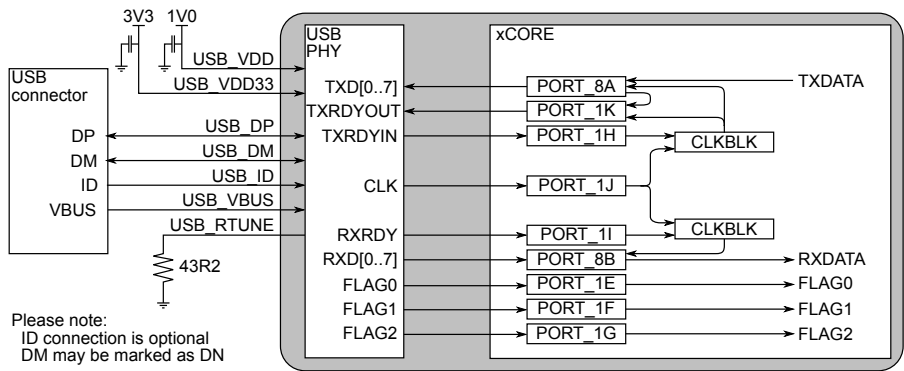 3V3 1V0
USB_VDD
USB_VDD33
USB
connector
DP
DM
ID
VBUS
USB_DP
USB_DM
USB_ID
USB_VBUS
USB_RTUNE
43R2
Please note:
ID connection is optional
DM may be marked as DN
USB
PHY
TXD[0..7]
TXRDYOUT
TXRDYIN
CLK
RXRDY
RXD[0..7]
FLAG0
FLAG1
FLAG2
xCORE
PORT_8A
PORT_1K
PORT_1H
PORT_1J
PORT_1I
PORT_8B
PORT_1E
PORT_1F
PORT_1G
CLKBLK
CLKBLK
TXDATA
RXDATA
FLAG0
FLAG1
FLAG2